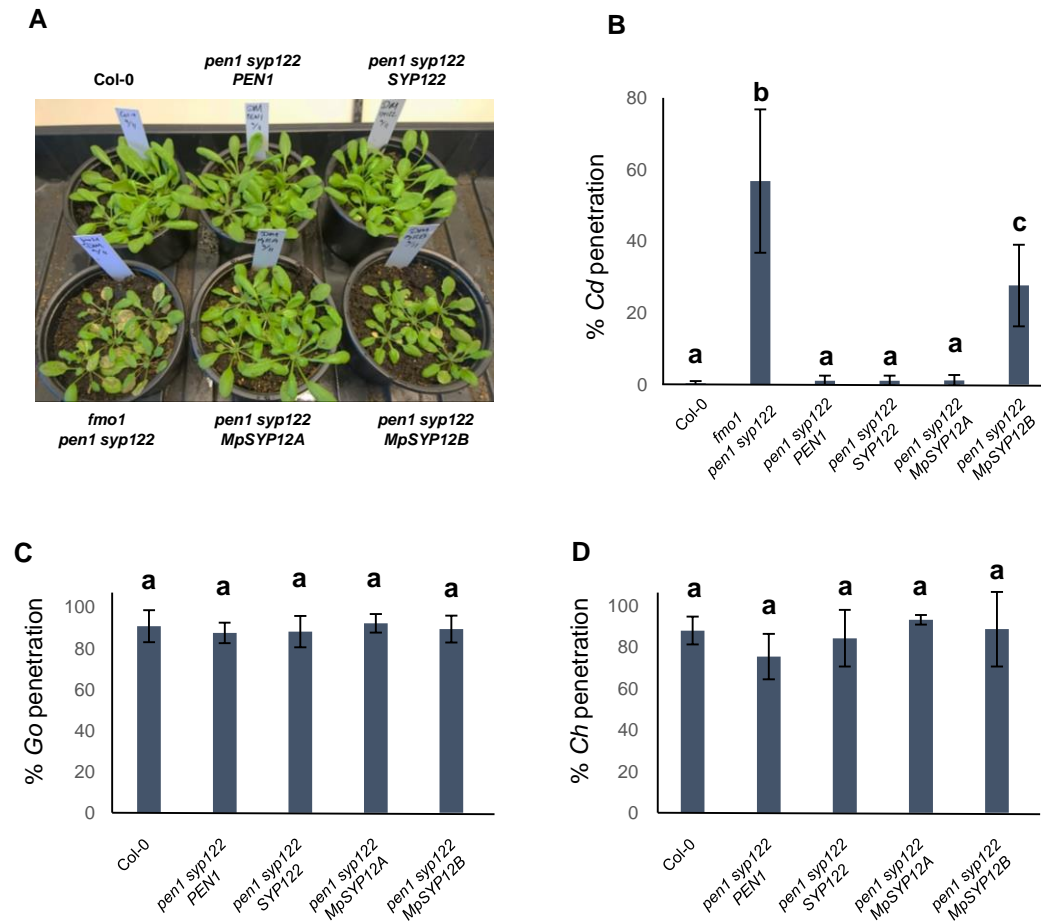 A
Col-0
pen1 syp122
PEN1
pen1 syp122
SYP122
fmo1
pen1 syp122
pen1 syp122
MpSYP12A
pen1 syp122
MpSYP12B
B
% Cd penetration
80
60
40
20
0
a
b
a
a
a
c
Col-0
fmo1
pen1 syp122
pen1 syp122
PEN1
pen1 syp122
SYP122
pen1 syp122
MpSYP12A
pen1 syp122
MpSYP12B
C
% Go penetration
100
80
60
40
20
0
a
a
a
a
a
Col-0
pen1 syp122
PEN1
pen1 syp122
SYP122
pen1 syp122
MpSYP12A
pen1 syp122
MpSYP12B
D
% Ch penetration
100
80
60
40
20
0
a
a
a
a
a
Col-0
pen1 syp122
PEN1
pen1 syp122
SYP122
pen1 syp122
MpSYP12A
pen1 syp122
MpSYP12B